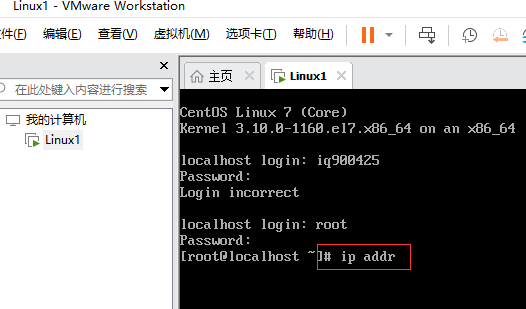 Linux1 - VMware Workstation
件(F) 编辑(E) 查看(V) 虚拟机(M) 选项卡(T) 帮助(H)
在此处键入内容进行搜索
我的计算机
Linux1
主页
Linux1
CentOS Linux 7 (Core)
Kernel 3.10.0-1160.el7.x86_64 on an x86_64
localhost login: iq900425
Password:
Login incorrect
localhost login: root
Password:
[root@localhost ~]# ip addr